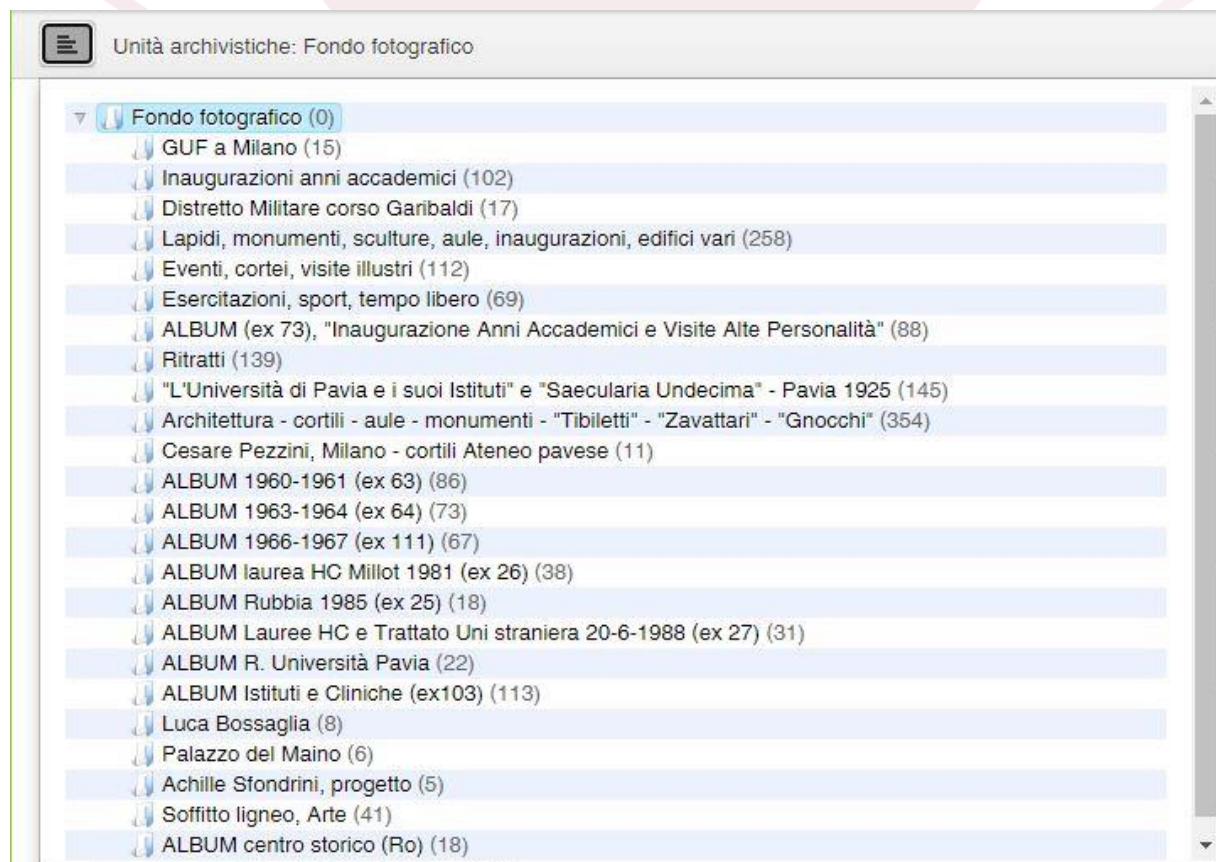 Unità archivistiche: Fondo fotografico
Fondo fotografico (0)
GUF a Milano (15)
Inaugurazioni anni accademici (102)
Distretto Militare corso Garibaldi (17)
Lapidi, monumenti, sculture, aule, inaugurazioni, edifici vari (258)
Eventi, cortei, visite illustri (112)
Esercitazioni, sport, tempo libero (69)
ALBUM (ex 73), "Inaugurazione Anni Accademici e Visite Alte Personalità" (88)
Ritratti (139)
"L'Università di Pavia e i suoi Istituti" e "Saecularia Undecima" - Pavia 1925 (145)
Architettura - cortili - aule - monumenti - "Tibiletti" - "Zavattari" - "Gnocchi" (354)
Cesare Pezzini, Milano - cortili Ateneo pavese (11)
ALBUM 1960-1961 (ex 63) (86)
ALBUM 1963-1964 (ex 64) (73)
ALBUM 1966-1967 (ex 111) (67)
ALBUM laurea HC Millot 1981 (ex 26) (38)
ALBUM Rubbia 1985 (ex 25) (18)
ALBUM Lauree HC e Trattato Uni straniera 20-6-1988 (ex 27) (31)
ALBUM R. Università Pavia (22)
ALBUM Istituti e Cliniche (ex103) (113)
Luca Bossaglia (8)
Palazzo del Maino (6)
Achille Sfondrini, progetto (5)
Soffitto ligneo, Arte (41)
ALBUM centro storico (Ro) (18)